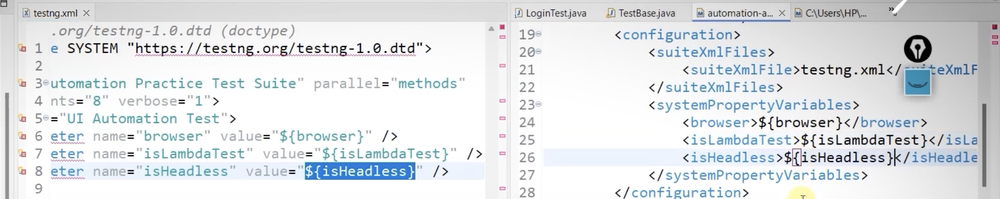 testng.xml
.org/testng-1.0.dtd (doctype)
1 e SYSTEM "https://testng.org/testng-1.0.dtd">
2
3 utomation Practice Test Suite" parallel="methods"
4 nts="8" verbose="1">
5 ="UI Automation Test">
6 eter name="browser" value="${browser}" />
7 eter name="isLambdaTest" value="${isLambdaTest}" />
8 eter name="isHeadless" value="${isHeadless}" />
9
LoginTest.java TestBase.java automation-a... C:\Users\HP\...
19 <configuration>
20 <suiteXmlFiles>
21 <suiteXmlFile>testng.xml</suiteXmlF
22 </suiteXmlFiles>
23 <systemPropertyVariables>
24 <browser>${browser}</browser>
25 <isLambdaTest>${isLambdaTest}</isLa
26 <isHeadless>${isHeadless}</isHeadle
27 </systemPropertyVariables>
28 </configuration>